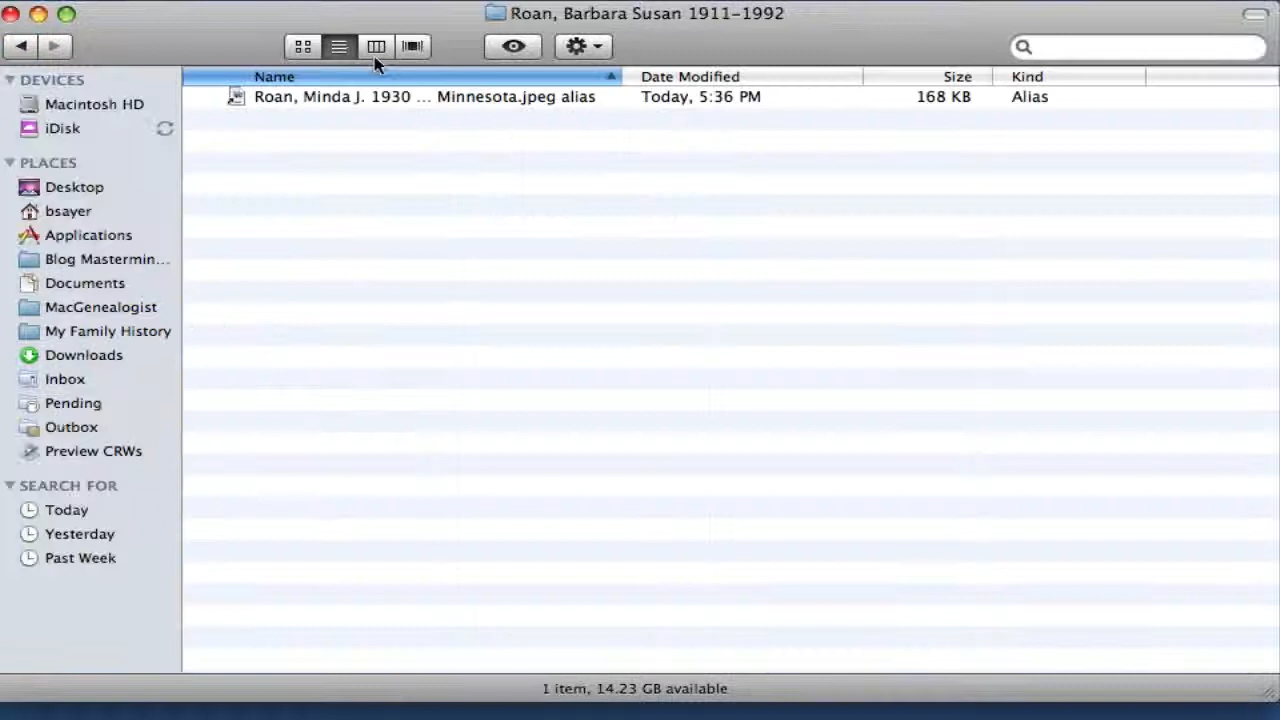 Roan, Barbara Susan 1911-1992
DEVICES
Macintosh HD
iDisk
PLACES
Desktop
bsayer
Applications
Blog Mastermin...
Documents
MacGenealogist
My Family History
Downloads
Inbox
Pending
Outbox
Preview CRWs
SEARCH FOR
Today
Yesterday
Past Week
Name Date Modified Size Kind
Roan, Minda J. 1930 ... Minnesota.jpeg alias Today, 5:36 PM 168 KB Alias
1 item, 14.23 GB available